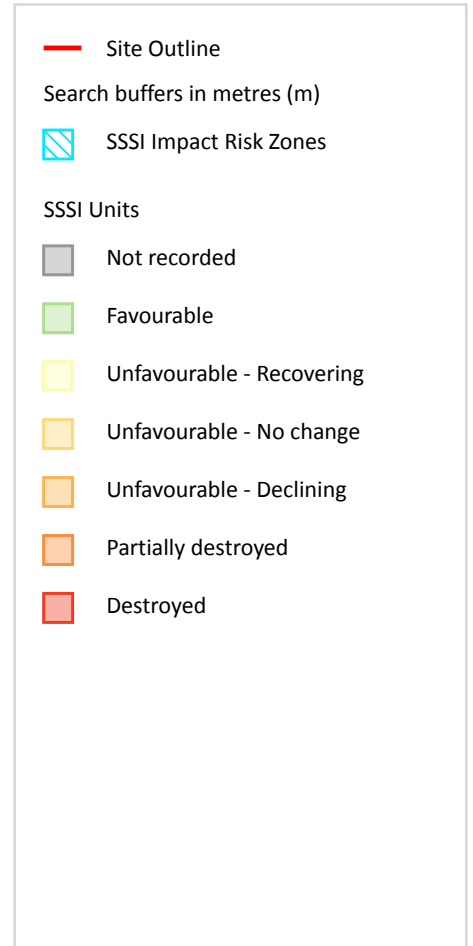 Site Outline
Search buffers in metres (m)
SSSI Impact Risk Zones
SSSI Units
Not recorded
Favourable
Unfavourable - Recovering
Unfavourable - No change
Unfavourable - Declining
Partially destroyed
Destroyed